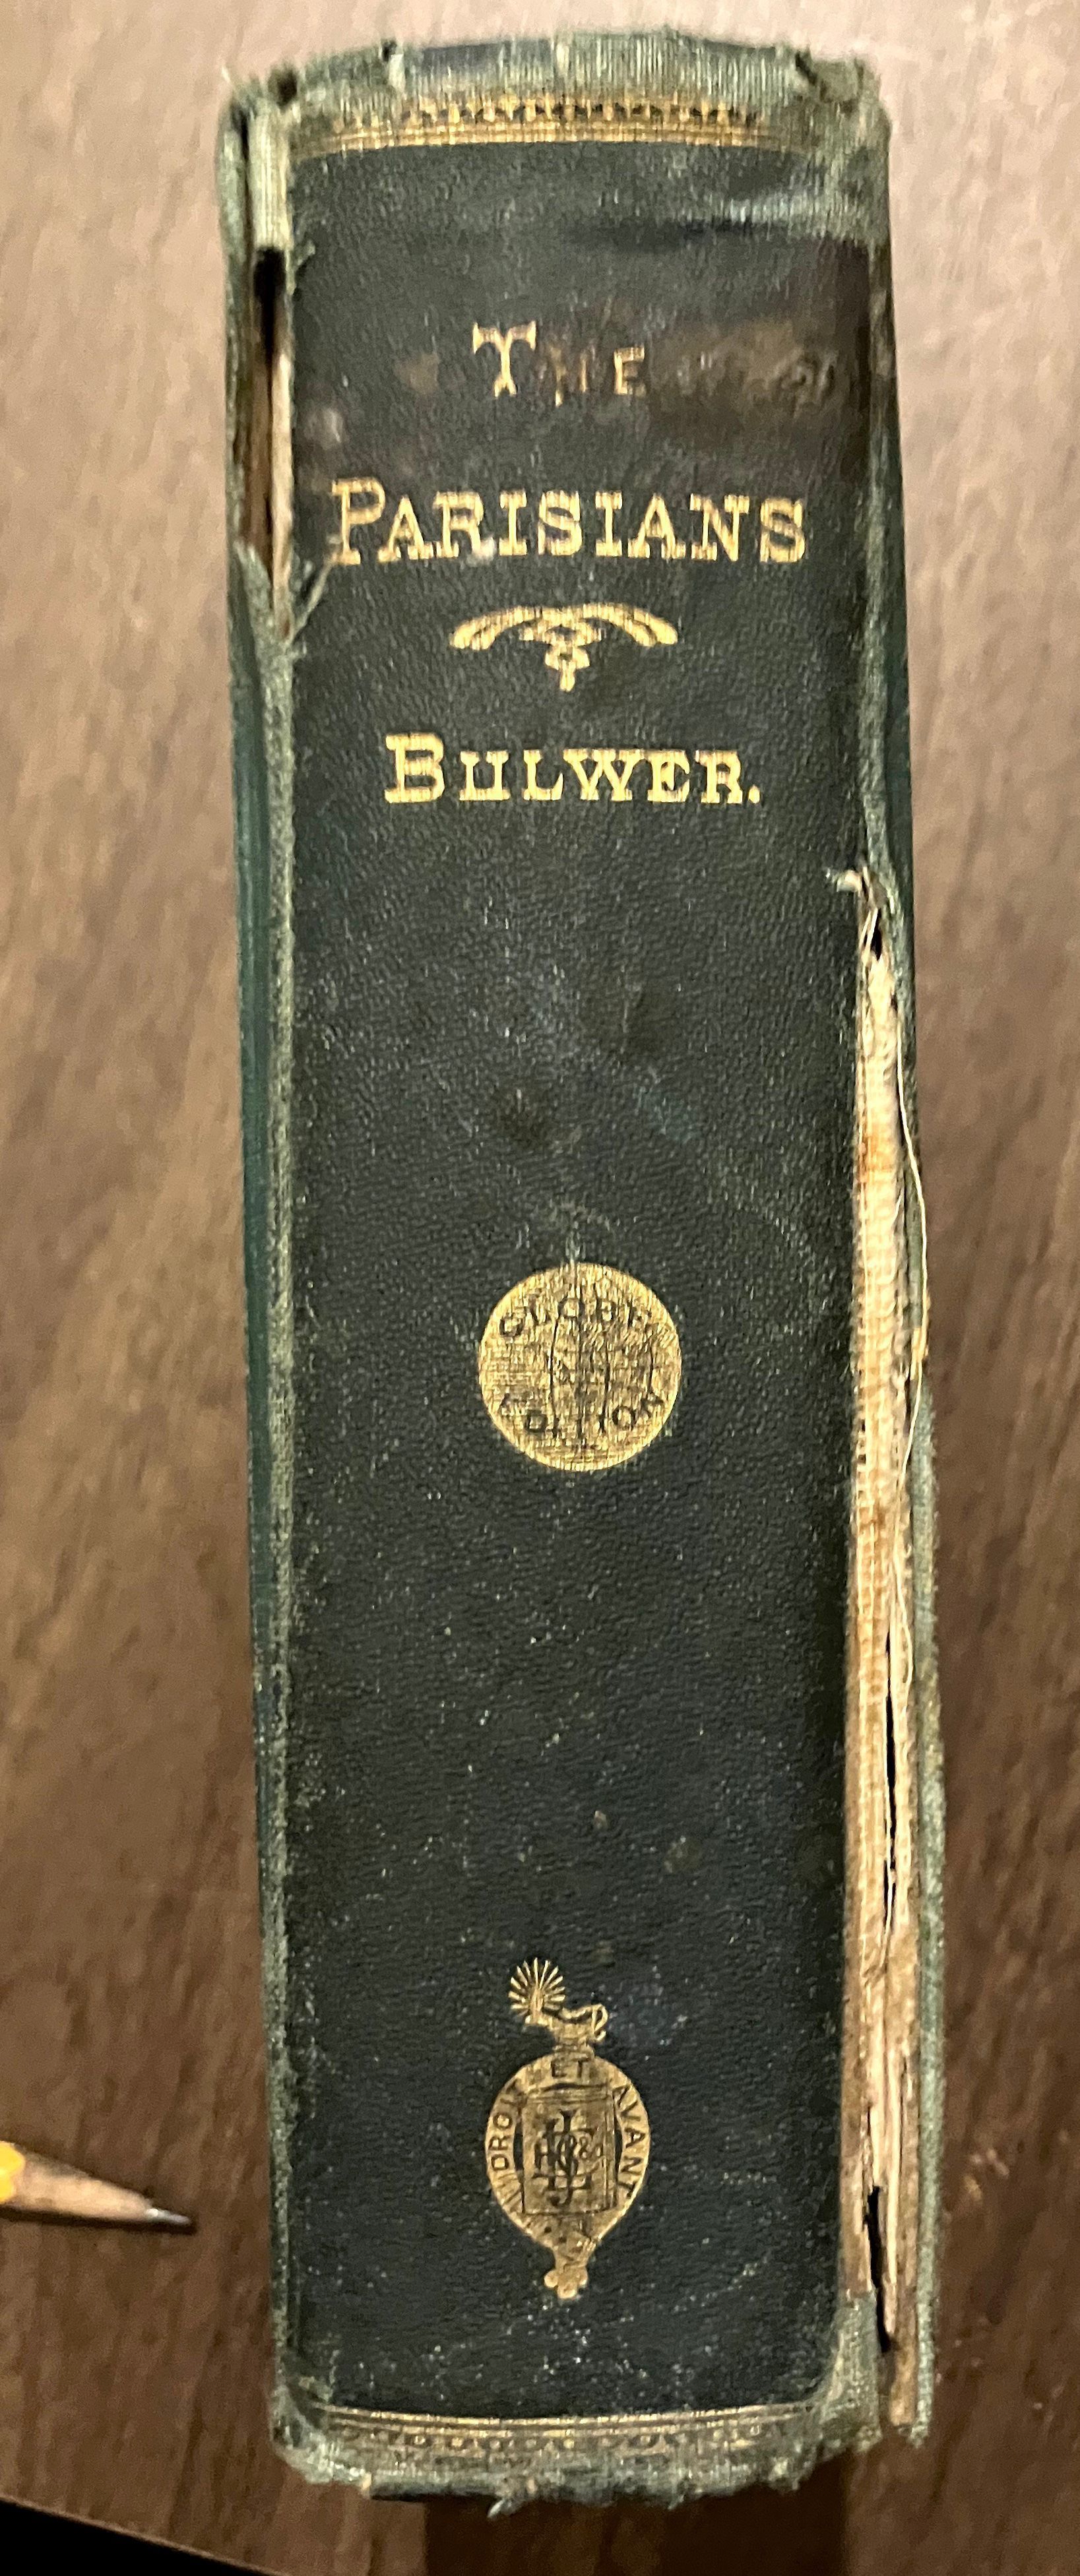 THE
PARISIANS
BULWER.
GLOBE
EDITION
DROIT ET AVANT